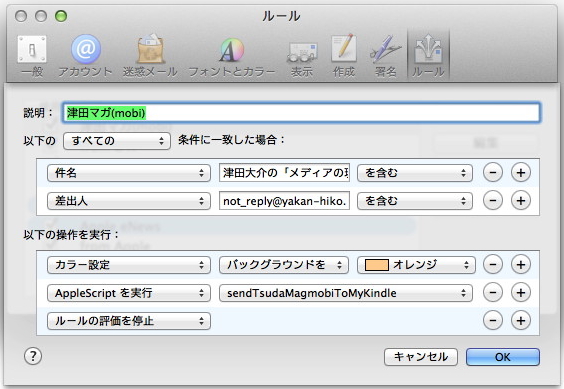 ルール
一般 アカウント 迷惑メール フォントとカラー 表示 作成 署名 ルール
説明： 津田マガ(mobi)
以下の すべての 条件に一致した場合：
件名 津田大介の「メディアの現 を含む
差出人 not_reply@yakan-hiko. を含む
以下の操作を実行：
カラー設定 バックグラウンドを オレンジ
AppleScript を実行 sendTsudaMagmobiToMyKindle
ルールの評価を停止
? キャンセル OK